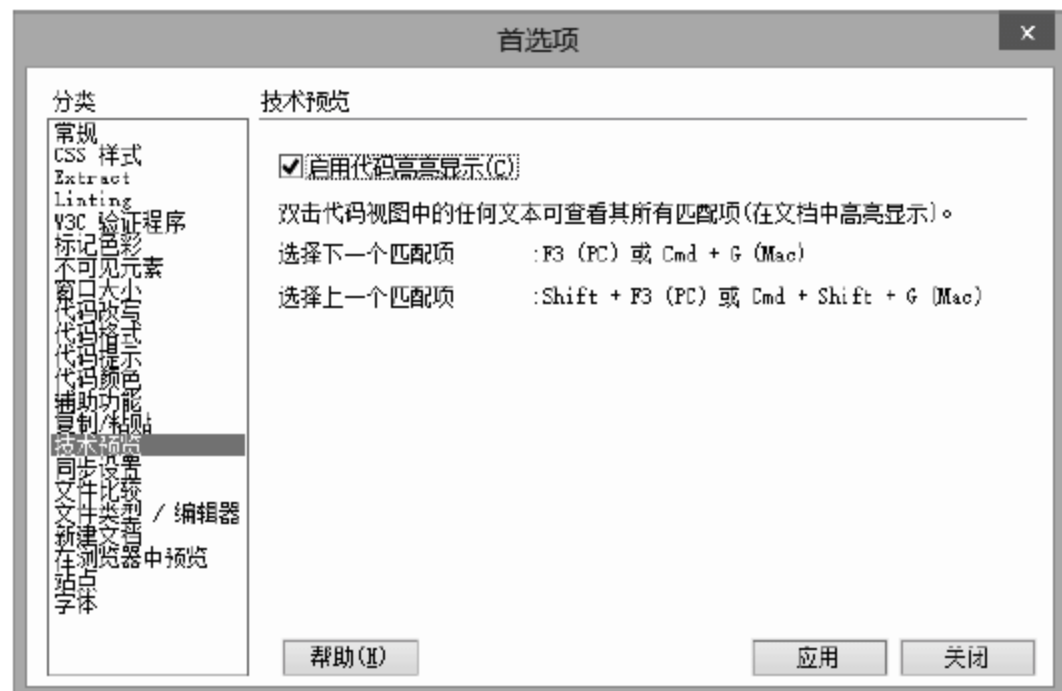 首选项
分类
常规
CSS 样式
Extract
Linting
W3C 验证程序
标记色彩
不可见元素
窗口大小
代码改写
代码格式
代码提示
代码颜色
辅助功能
复制/粘贴
技术预览
同步设置
文件比较
文件类型 / 编辑器
新建文档
在浏览器中预览
站点
字体
技术预览
启用代码高亮显示(C)
双击代码视图中的任何文本可查看其所有匹配项(在文档中高亮显示)。
选择下一个匹配项 :F3 (PC) 或 Cmd + G (Mac)
选择上一个匹配项 :Shift + F3 (PC) 或 Cmd + Shift + G (Mac)
帮助(H) 应用 关闭